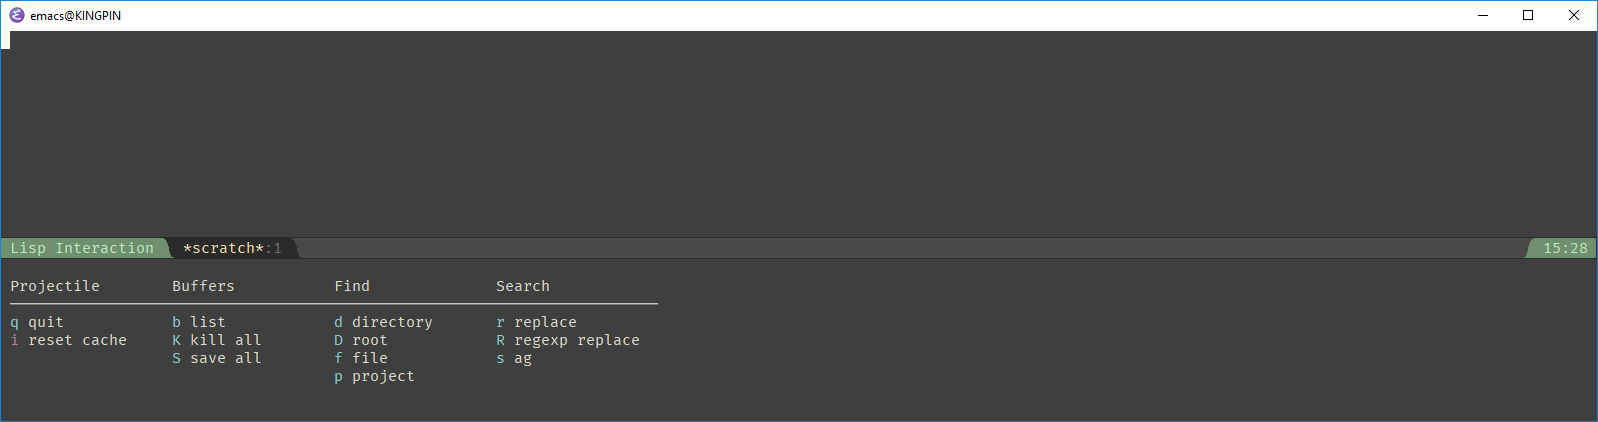 emacs@KINGPIN
Lisp Interaction *scratch*:1 15:28
Projectile Buffers Find Search
q quit b list d directory r replace
i reset cache K kill all D root R regexp replace
S save all f file s ag
p project